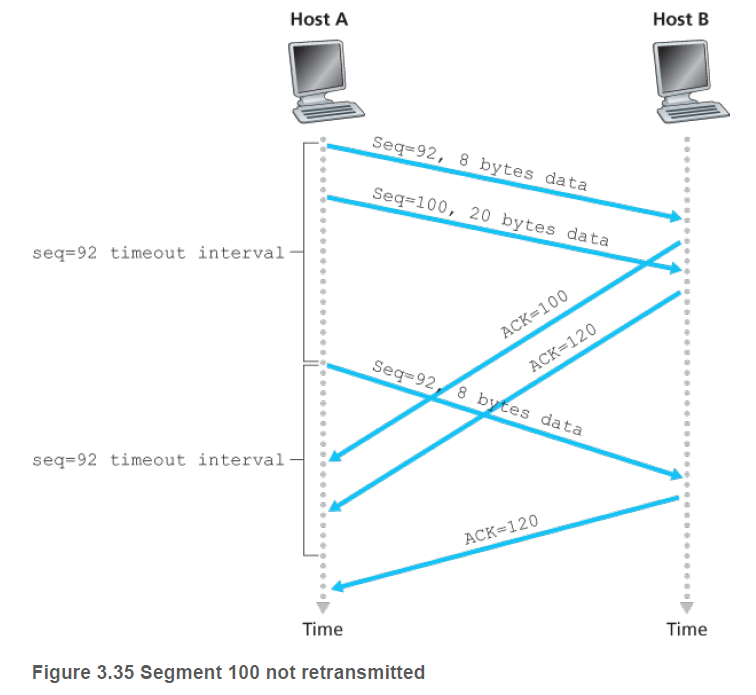 Host A
Host B
Seq=92, 8 bytes data
Seq=100, 20 bytes data
seq=92 timeout interval
ACK=100
ACK=120
Seq=92, 8 bytes data
seq=92 timeout interval
ACK=120
Time
Time
Figure 3.35 Segment 100 not retransmitted